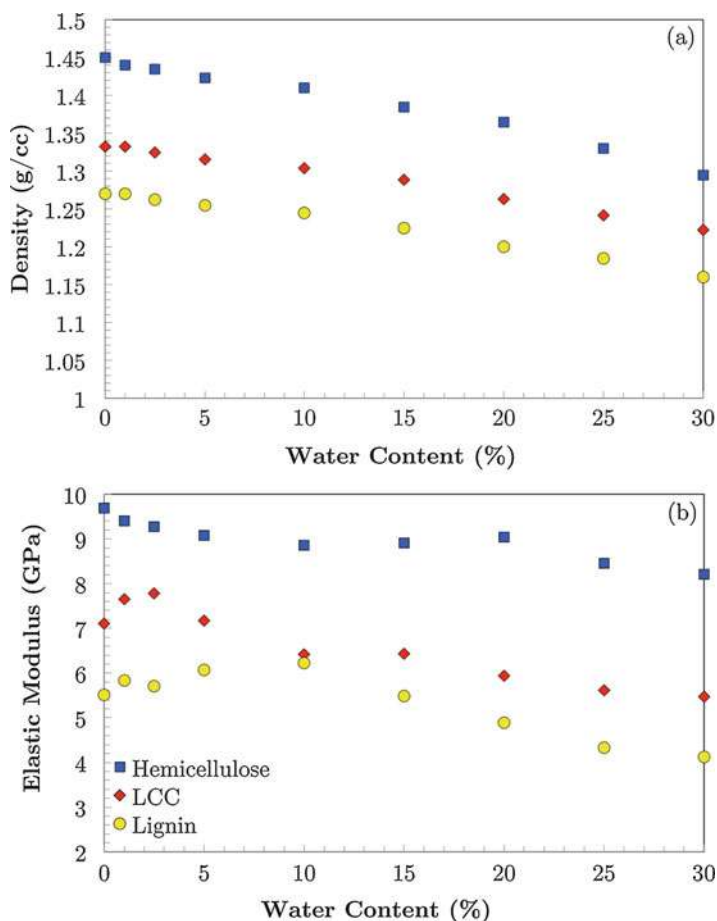 1.5
(a)
1.45
1.4
1.35
1.3
1.25
1.2
1.15
1.1
1.05
1
Density (g/cc)
0 5 10 15 20 25 30
Water Content (%)
10
(b)
9
8
7
6
5
4
3
2
Elastic Modulus (GPa)
Hemicellulose
LCC
Lignin
0 5 10 15 20 25 30
Water Content (%)